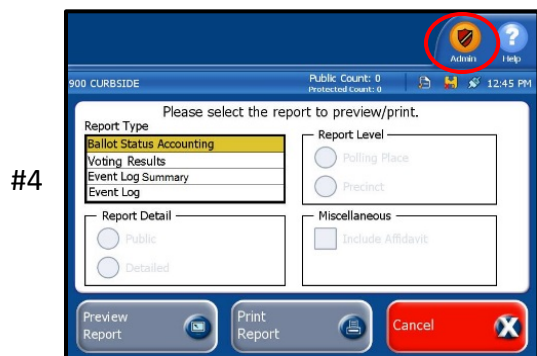 Admin
Help
900 CURBSIDE
Public Count: 0
Protected Count: 0
12:45 PM
Please select the report to preview/print.
Report Type
Ballot Status Accounting
Voting Results
Event Log Summary
Event Log
Report Level
Polling Place
Precinct
#4
Report Detail
Public
Detailed
Miscellaneous
Include Affidavit
Preview
Report
Print
Report
Cancel